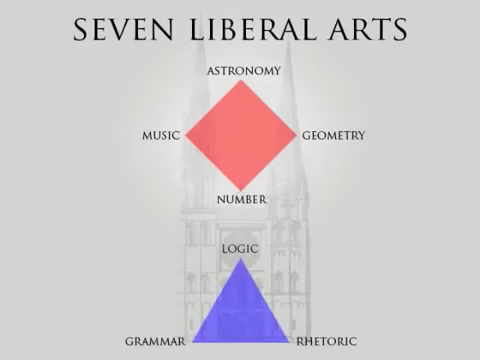 SEVEN LIBERAL ARTS
ASTRONOMY
MUSIC
GEOMETRY
NUMBER
LOGIC
GRAMMAR
RHETORIC